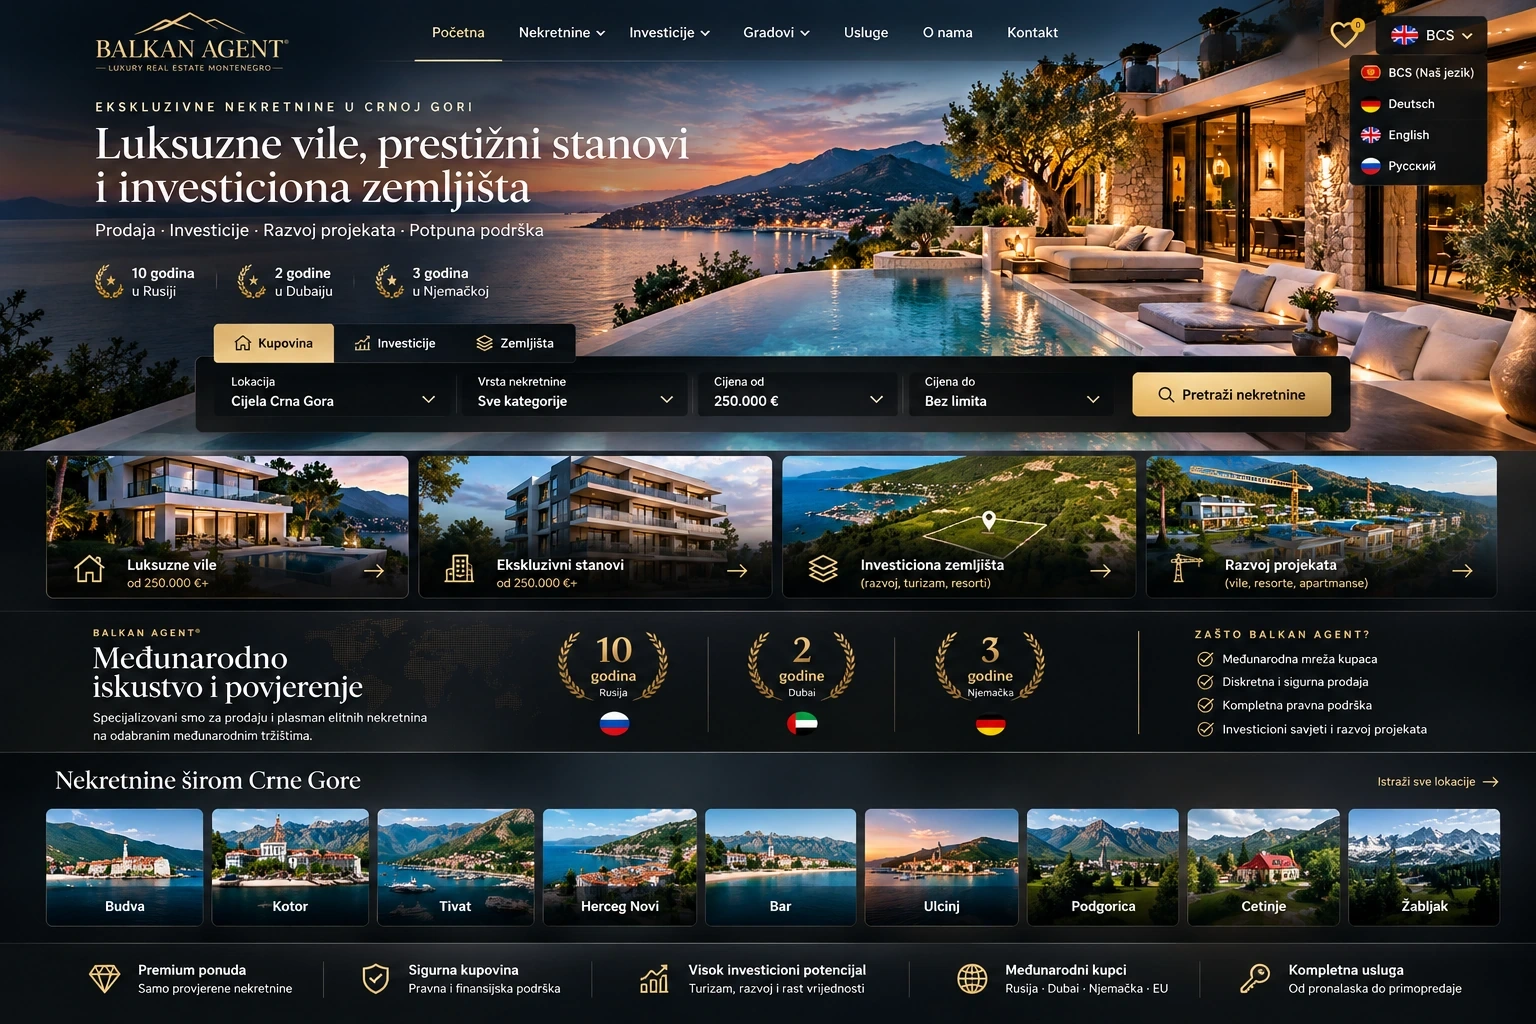 BALKAN AGENT®
LUXURY REAL ESTATE MONTENEGRO
Početna
Nekretnine
Investicije
Gradovi
Usluge
O nama
Kontakt
0
BCS
BCS (Naš jezik)
Deutsch
English
Русский
EKSKLUZIVNE NEKRETNINE U CRNOJ GORI
Luksuzne vile, prestižni stanovi
i investiciona zemljišta
Prodaja · Investicije · Razvoj projekata · Potpuna podrška
10 godina
u Rusiji
2 godine
u Dubaiju
3 godina
u Njemačkoj
Kupovina
Investicije
Zemljišta
Lokacija
Cijela Crna Gora
Vrsta nekretnine
Sve kategorije
Cijena od
250.000 €
Cijena do
Bez limita
Pretraži nekretnine
Luksuzne vile
od 250.000 €+
Ekskluzivni stanovi
od 250.000 €+
Investiciona zemljišta
(razvoj, turizam, resorti)
Razvoj projekata
(vile, resorte, apartmanse)
BALKAN AGENT®
Međunarodno
iskustvo i povjerenje
Specijalizovani smo za prodaju i plasman elitnih nekretnina
na odabranim međunarodnim tržištima.
10
godina
Rusija
2
godine
Dubai
3
godine
Njemačka
ZAŠTO BALKAN AGENT?
Međunarodna mreža kupaca
Diskretna i sigurna prodaja
Kompletna pravna podrška
Investicioni savjeti i razvoj projekata
Nekretnine širom Crne Gore
Istraži sve lokacije
Budva
Kotor
Tivat
Herceg Novi
Bar
Ulcinj
Podgorica
Cetinje
Žabljak
Premium ponuda
Samo provjerene nekretnine
Sigurna kupovina
Pravna i finansijska podrška
Visok investicioni potencijal
Turizam, razvoj i rast vrijednosti
Međunarodni kupci
Rusija · Dubai · Njemačka · EU
Kompletna usluga
Od pronalaska do primopredaje